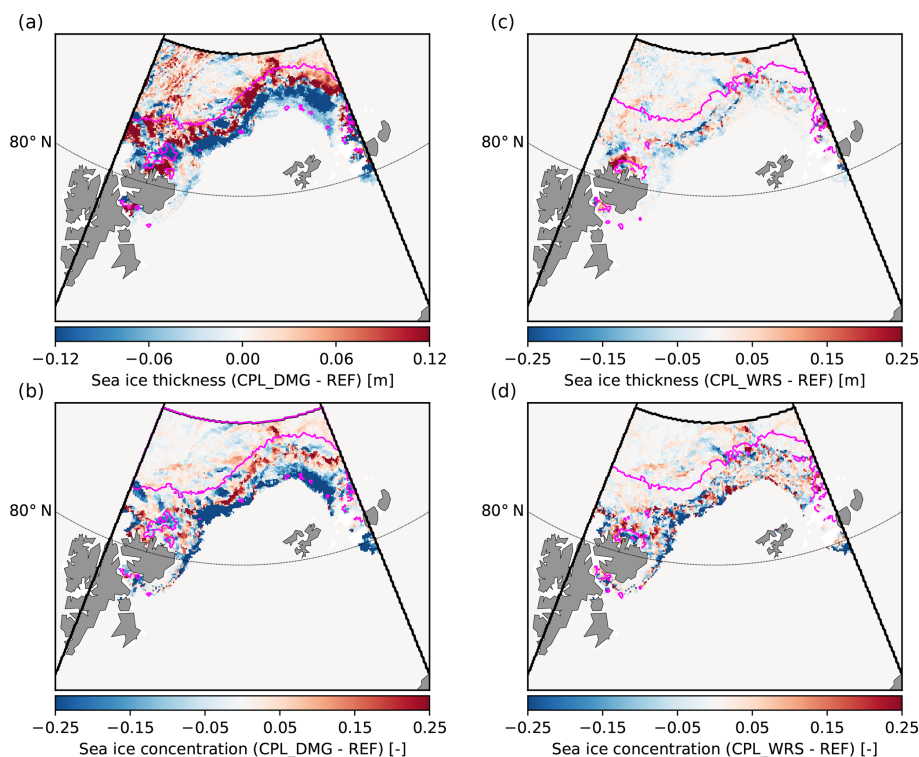 (a)
80° N
−0.12 −0.06 0.00 0.06 0.12
Sea ice thickness (CPL_DMG - REF) [m]
(b)
80° N
−0.25 −0.15 −0.05 0.05 0.15 0.25
Sea ice concentration (CPL_DMG - REF) [-]
(c)
80° N
−0.25 −0.15 −0.05 0.05 0.15 0.25
Sea ice thickness (CPL_WRS - REF) [m]
(d)
80° N
−0.25 −0.15 −0.05 0.05 0.15 0.25
Sea ice concentration (CPL_WRS - REF) [-]